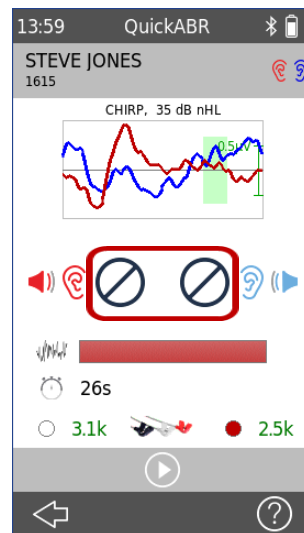 13:59 QuickABR
STEVE JONES
1615
CHIRP, 35 dB nHL
0.5uV
26s
3.1k 2.5k
?